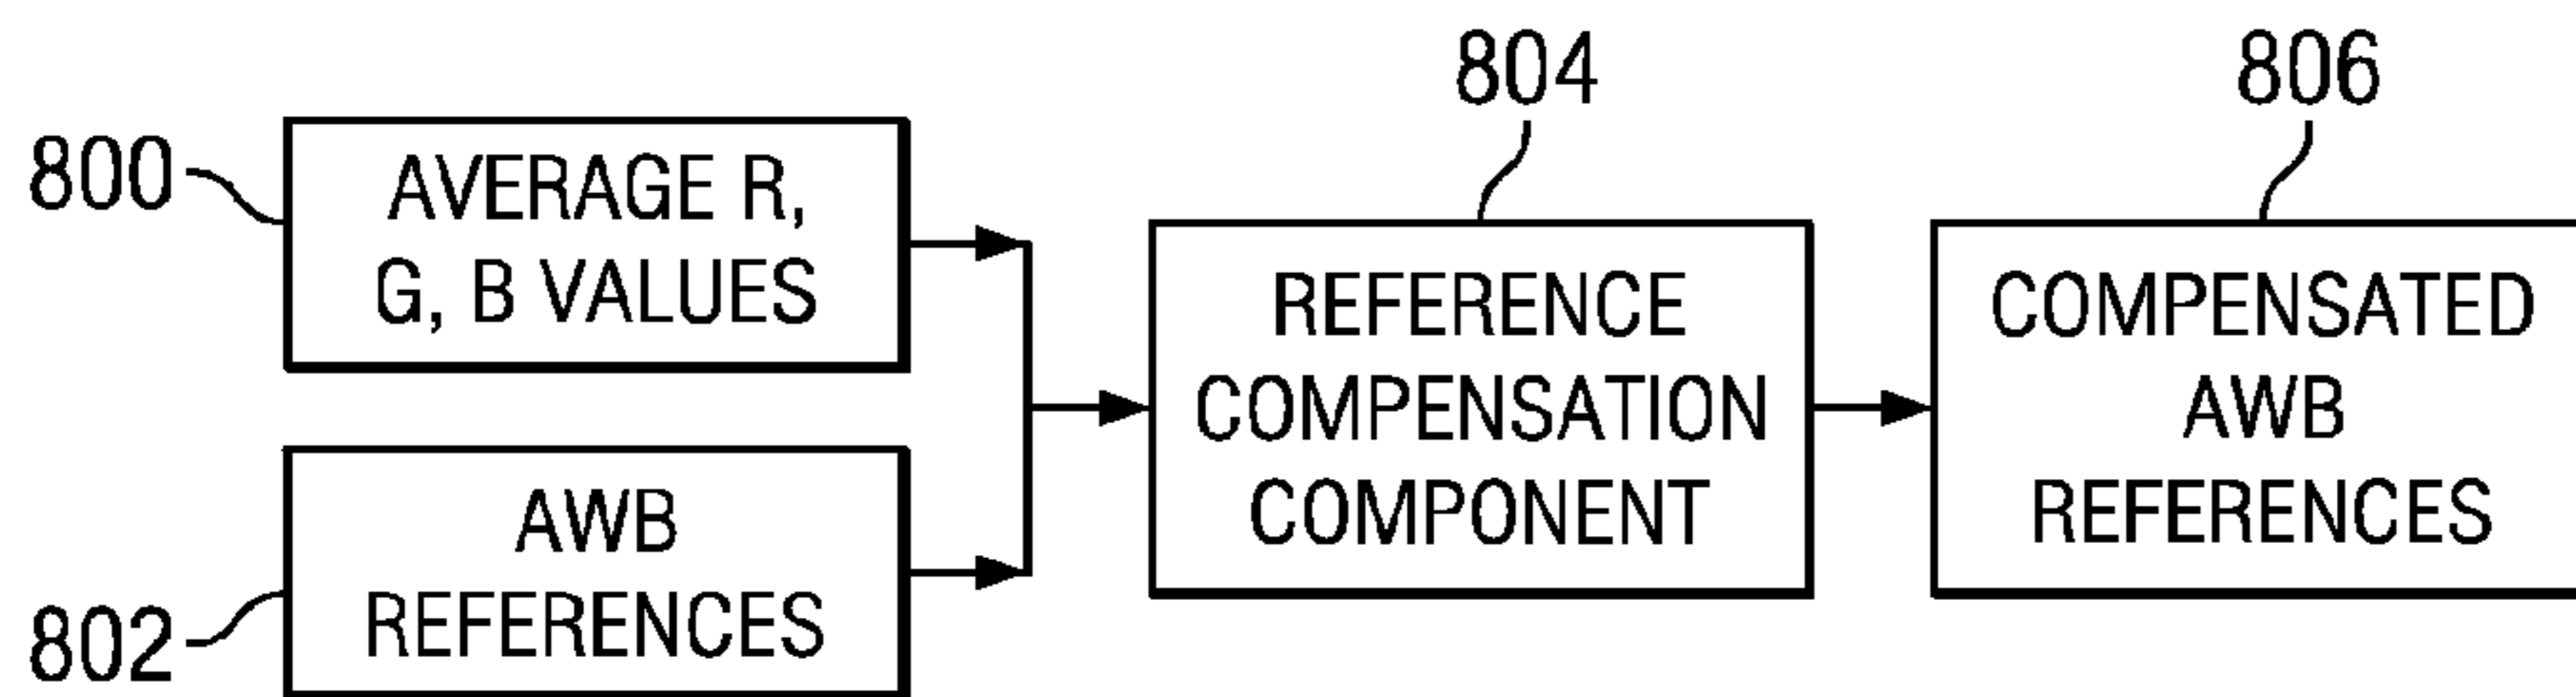 800
AVERAGE R,
G, B VALUES
802
AWB
REFERENCES
804
REFERENCE
COMPENSATION
COMPONENT
806
COMPENSATED
AWB
REFERENCES